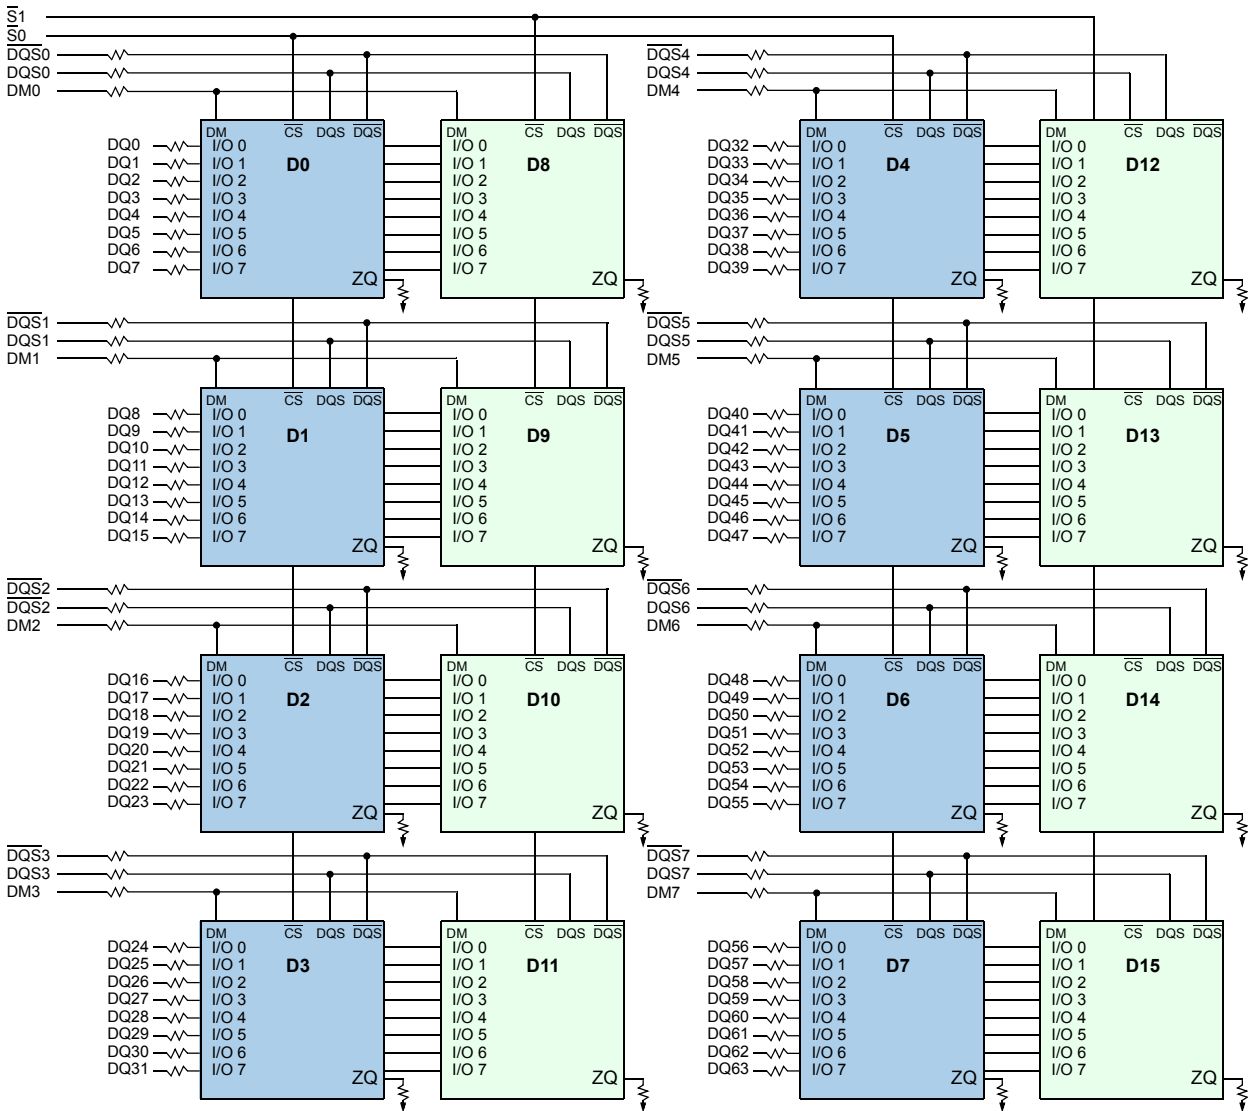 S1
S0
DQS0
DQS0
DM0
DM CS DQS DQS
D0
DQ0 I/O 0
DQ1 I/O 1
DQ2 I/O 2
DQ3 I/O 3
DQ4 I/O 4
DQ5 I/O 5
DQ6 I/O 6
DQ7 I/O 7
ZQ
DM CS DQS DQS
D8
I/O 0
I/O 1
I/O 2
I/O 3
I/O 4
I/O 5
I/O 6
I/O 7
ZQ
DQS4
DQS4
DM4
DM CS DQS DQS
D4
DQ32 I/O 0
DQ33 I/O 1
DQ34 I/O 2
DQ35 I/O 3
DQ36 I/O 4
DQ37 I/O 5
DQ38 I/O 6
DQ39 I/O 7
ZQ
DM CS DQS DQS
D12
I/O 0
I/O 1
I/O 2
I/O 3
I/O 4
I/O 5
I/O 6
I/O 7
ZQ
DQS1
DQS1
DM1
DM CS DQS DQS
D1
DQ8 I/O 0
DQ9 I/O 1
DQ10 I/O 2
DQ11 I/O 3
DQ12 I/O 4
DQ13 I/O 5
DQ14 I/O 6
DQ15 I/O 7
ZQ
DM CS DQS DQS
D9
I/O 0
I/O 1
I/O 2
I/O 3
I/O 4
I/O 5
I/O 6
I/O 7
ZQ
DQS5
DQS5
DM5
DM CS DQS DQS
D5
DQ40 I/O 0
DQ41 I/O 1
DQ42 I/O 2
DQ43 I/O 3
DQ44 I/O 4
DQ45 I/O 5
DQ46 I/O 6
DQ47 I/O 7
ZQ
DM CS DQS DQS
D13
I/O 0
I/O 1
I/O 2
I/O 3
I/O 4
I/O 5
I/O 6
I/O 7
ZQ
DQS2
DQS2
DM2
DM CS DQS DQS
D2
DQ16 I/O 0
DQ17 I/O 1
DQ18 I/O 2
DQ19 I/O 3
DQ20 I/O 4
DQ21 I/O 5
DQ22 I/O 6
DQ23 I/O 7
ZQ
DM CS DQS DQS
D10
I/O 0
I/O 1
I/O 2
I/O 3
I/O 4
I/O 5
I/O 6
I/O 7
ZQ
DQS6
DQS6
DM6
DM CS DQS DQS
D6
DQ48 I/O 0
DQ49 I/O 1
DQ50 I/O 2
DQ51 I/O 3
DQ52 I/O 4
DQ53 I/O 5
DQ54 I/O 6
DQ55 I/O 7
ZQ
DM CS DQS DQS
D14
I/O 0
I/O 1
I/O 2
I/O 3
I/O 4
I/O 5
I/O 6
I/O 7
ZQ
DQS3
DQS3
DM3
DM CS DQS DQS
D3
DQ24 I/O 0
DQ25 I/O 1
DQ26 I/O 2
DQ27 I/O 3
DQ28 I/O 4
DQ29 I/O 5
DQ30 I/O 6
DQ31 I/O 7
ZQ
DM CS DQS DQS
D11
I/O 0
I/O 1
I/O 2
I/O 3
I/O 4
I/O 5
I/O 6
I/O 7
ZQ
DQS7
DQS7
DM7
DM CS DQS DQS
D7
DQ56 I/O 0
DQ57 I/O 1
DQ58 I/O 2
DQ59 I/O 3
DQ60 I/O 4
DQ61 I/O 5
DQ62 I/O 6
DQ63 I/O 7
ZQ
DM CS DQS DQS
D15
I/O 0
I/O 1
I/O 2
I/O 3
I/O 4
I/O 5
I/O 6
I/O 7
ZQ